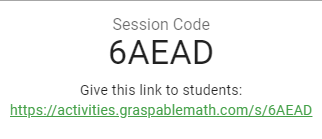 Session Code
6AEAD
Give this link to students:
https://activities.graspablemath.com/s/6AEAD